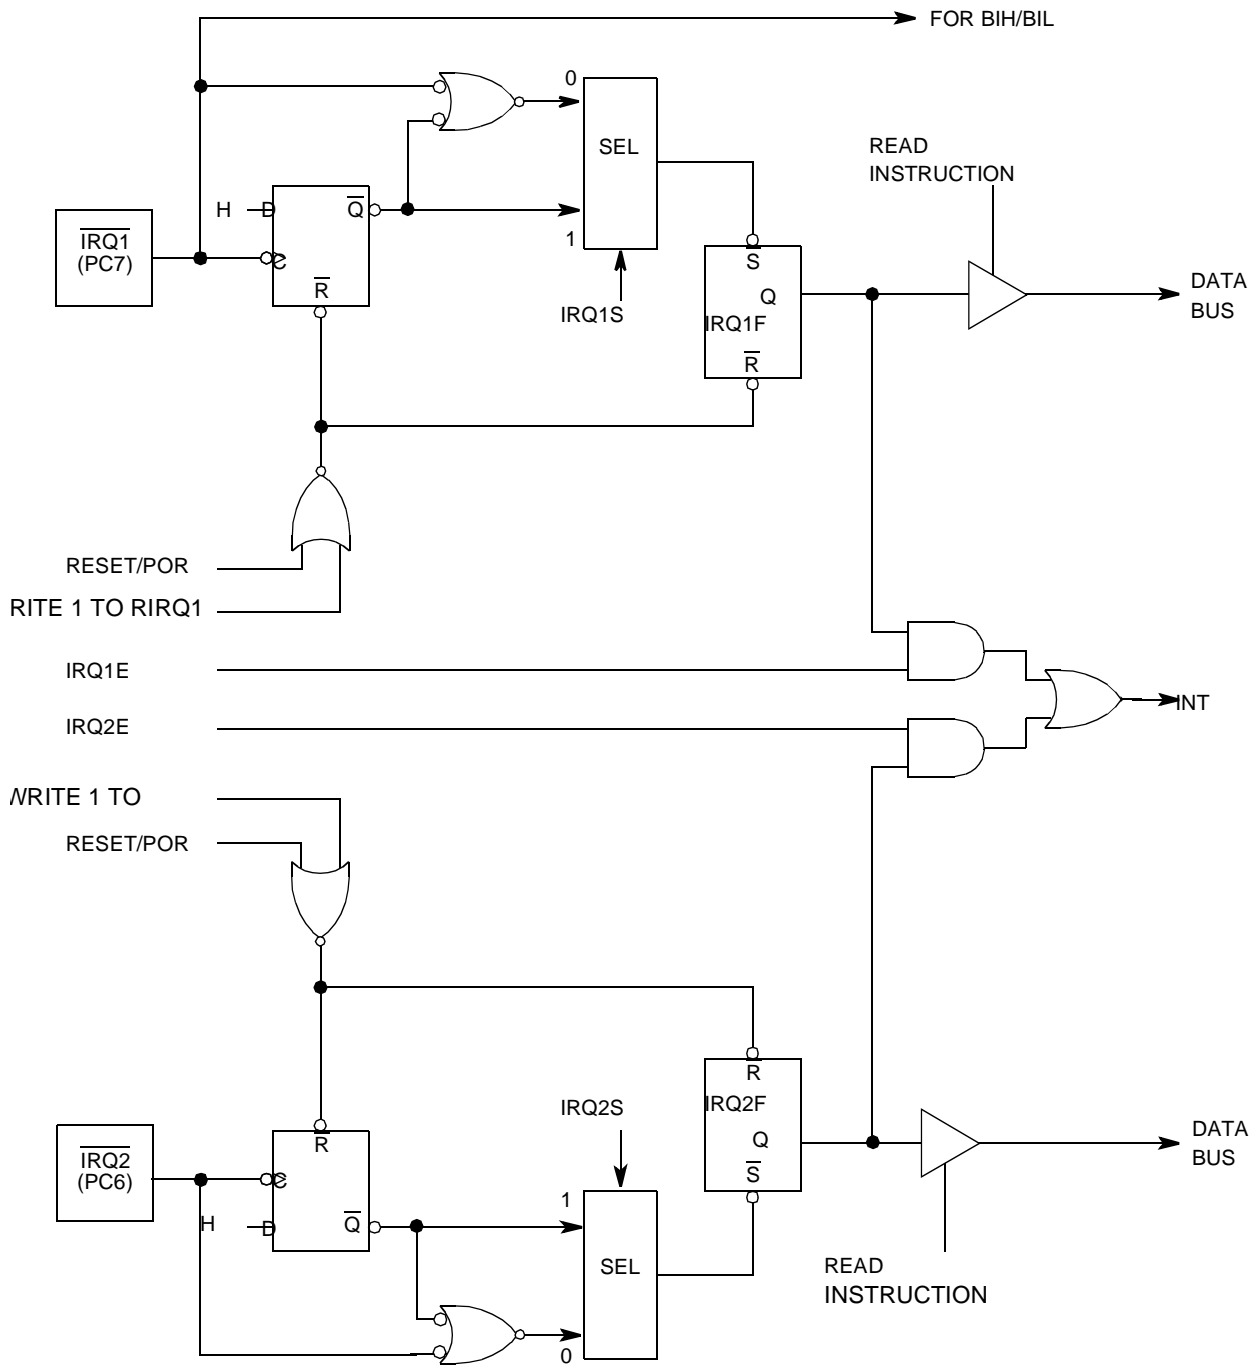 FOR BIH/BIL
0
SEL
READ
INSTRUCTION
H
D
Q
IRQ1
(PC7)
C
R
1
IRQ1S
S
Q
IRQ1F
R
DATA
BUS
RESET/POR
RITE 1 TO RIRQ1
IRQ1E
INT
IRQ2E
WRITE 1 TO
RESET/POR
R
IRQ2F
Q
S
IRQ2S
DATA
BUS
R
IRQ2
(PC6)
C
H
D
Q
1
SEL
0
READ
INSTRUCTION